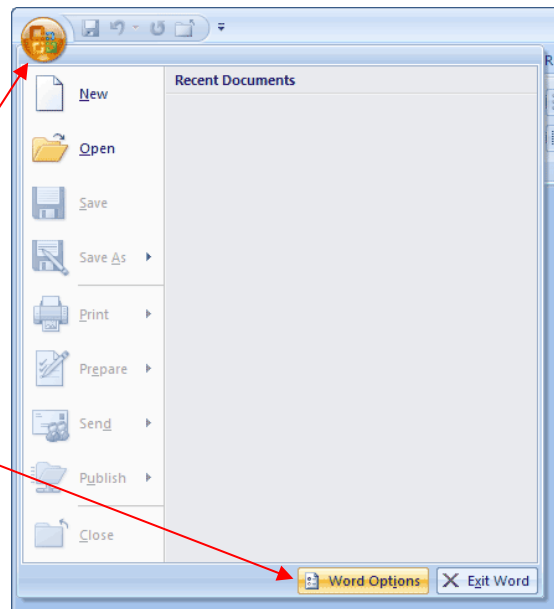 Recent Documents
New
Open
Save
Save As
Print
Prepare
Send
Publish
Close
Word Options
Exit Word
R